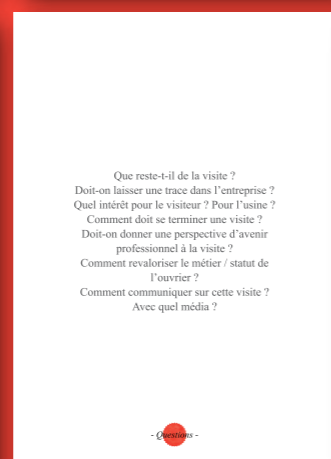 Que reste-t-il de la visite ?
Doit-on laisser une trace dans l'entreprise ?
Quel intérêt pour le visiteur ? Pour l'usine ?
Comment doit se terminer une visite ?
Doit-on donner une perspective d'avenir
professionnel à la visite ?
Comment revaloriser le métier / statut de
l'ouvrier ?
Comment communiquer sur cette visite ?
Avec quel média ?
- Questions -